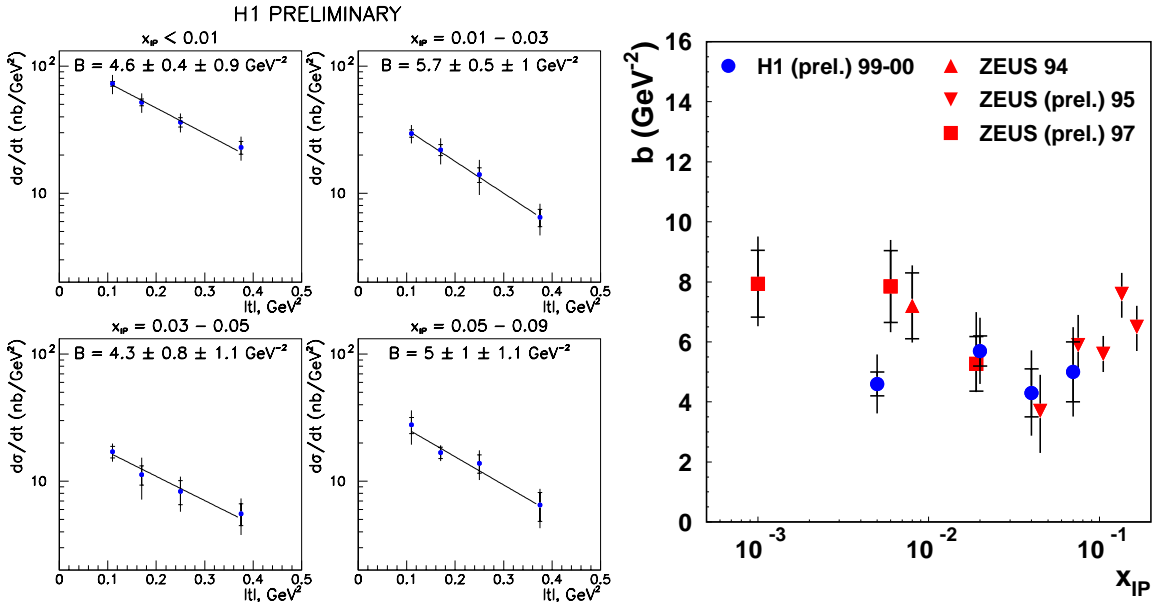 H1 PRELIMINARY
x_IP < 0.01
B = 4.6 ± 0.4 ± 0.9 GeV⁻²
dσ/dt (nb/GeV²)
10²
10
0 0.1 0.2 0.3 0.4 0.5
|t|, GeV²
x_IP = 0.01 – 0.03
B = 5.7 ± 0.5 ± 1 GeV⁻²
dσ/dt (nb/GeV²)
10²
10
0 0.1 0.2 0.3 0.4 0.5
|t|, GeV²
x_IP = 0.03 – 0.05
B = 4.3 ± 0.8 ± 1.1 GeV⁻²
dσ/dt (nb/GeV²)
10²
10
0 0.1 0.2 0.3 0.4 0.5
|t|, GeV²
x_IP = 0.05 – 0.09
B = 5 ± 1 ± 1.1 GeV⁻²
dσ/dt (nb/GeV²)
10²
10
0 0.1 0.2 0.3 0.4 0.5
|t|, GeV²
b (GeV⁻²)
16
14
12
10
8
6
4
2
0
H1 (prel.) 99-00
ZEUS 94
ZEUS (prel.) 95
ZEUS (prel.) 97
10⁻³ 10⁻² 10⁻¹
x_IP